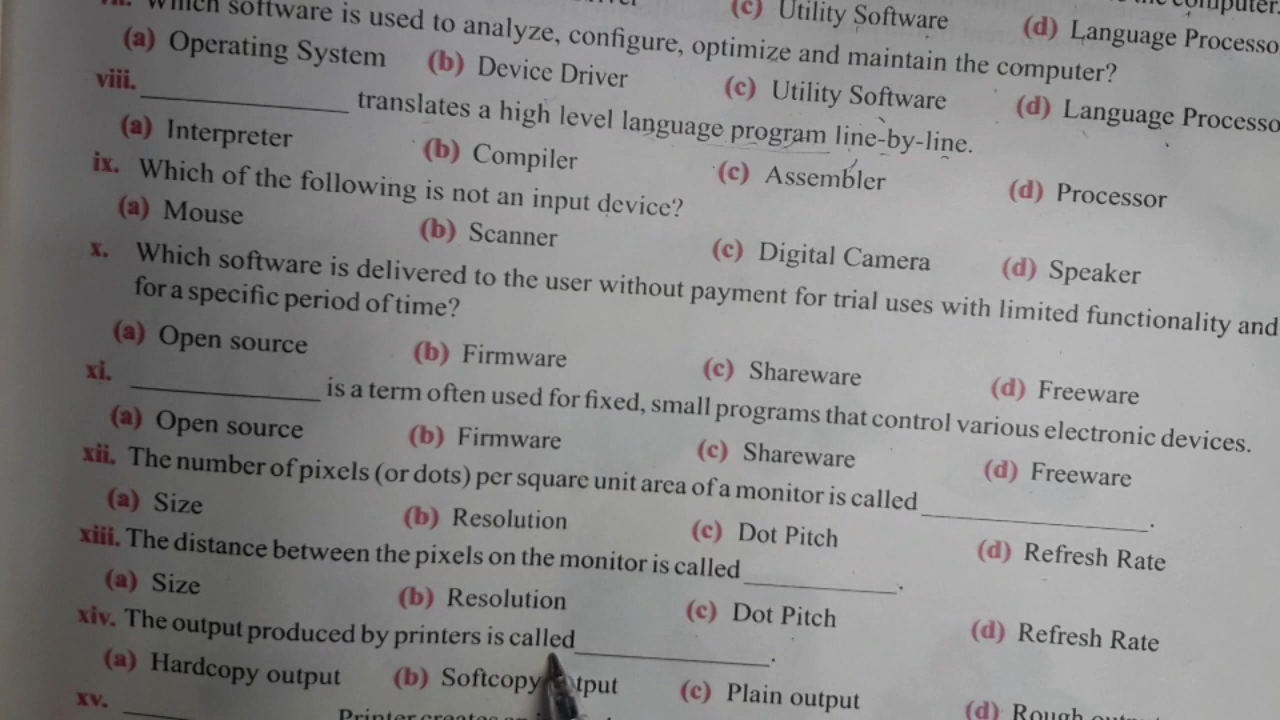 (c) Utility Software (d) Language Processo
Which software is used to analyze, configure, optimize and maintain the computer?
(a) Operating System (b) Device Driver (c) Utility Software (d) Language Processo
viii. ____________ translates a high level language program line-by-line.
(a) Interpreter (b) Compiler (c) Assembler (d) Processor
ix. Which of the following is not an input device?
(a) Mouse (b) Scanner (c) Digital Camera (d) Speaker
x. Which software is delivered to the user without payment for trial uses with limited functionality and
for a specific period of time?
(a) Open source (b) Firmware (c) Shareware (d) Freeware
xi. ____________ is a term often used for fixed, small programs that control various electronic devices.
(a) Open source (b) Firmware (c) Shareware (d) Freeware
xii. The number of pixels (or dots) per square unit area of a monitor is called ____________.
(a) Size (b) Resolution (c) Dot Pitch (d) Refresh Rate
xiii. The distance between the pixels on the monitor is called ____________.
(a) Size (b) Resolution (c) Dot Pitch (d) Refresh Rate
xiv. The output produced by printers is called ____________.
(a) Hardcopy output (b) Softcopy tput (c) Plain output (d) Rough
xv. ____ Printer creates